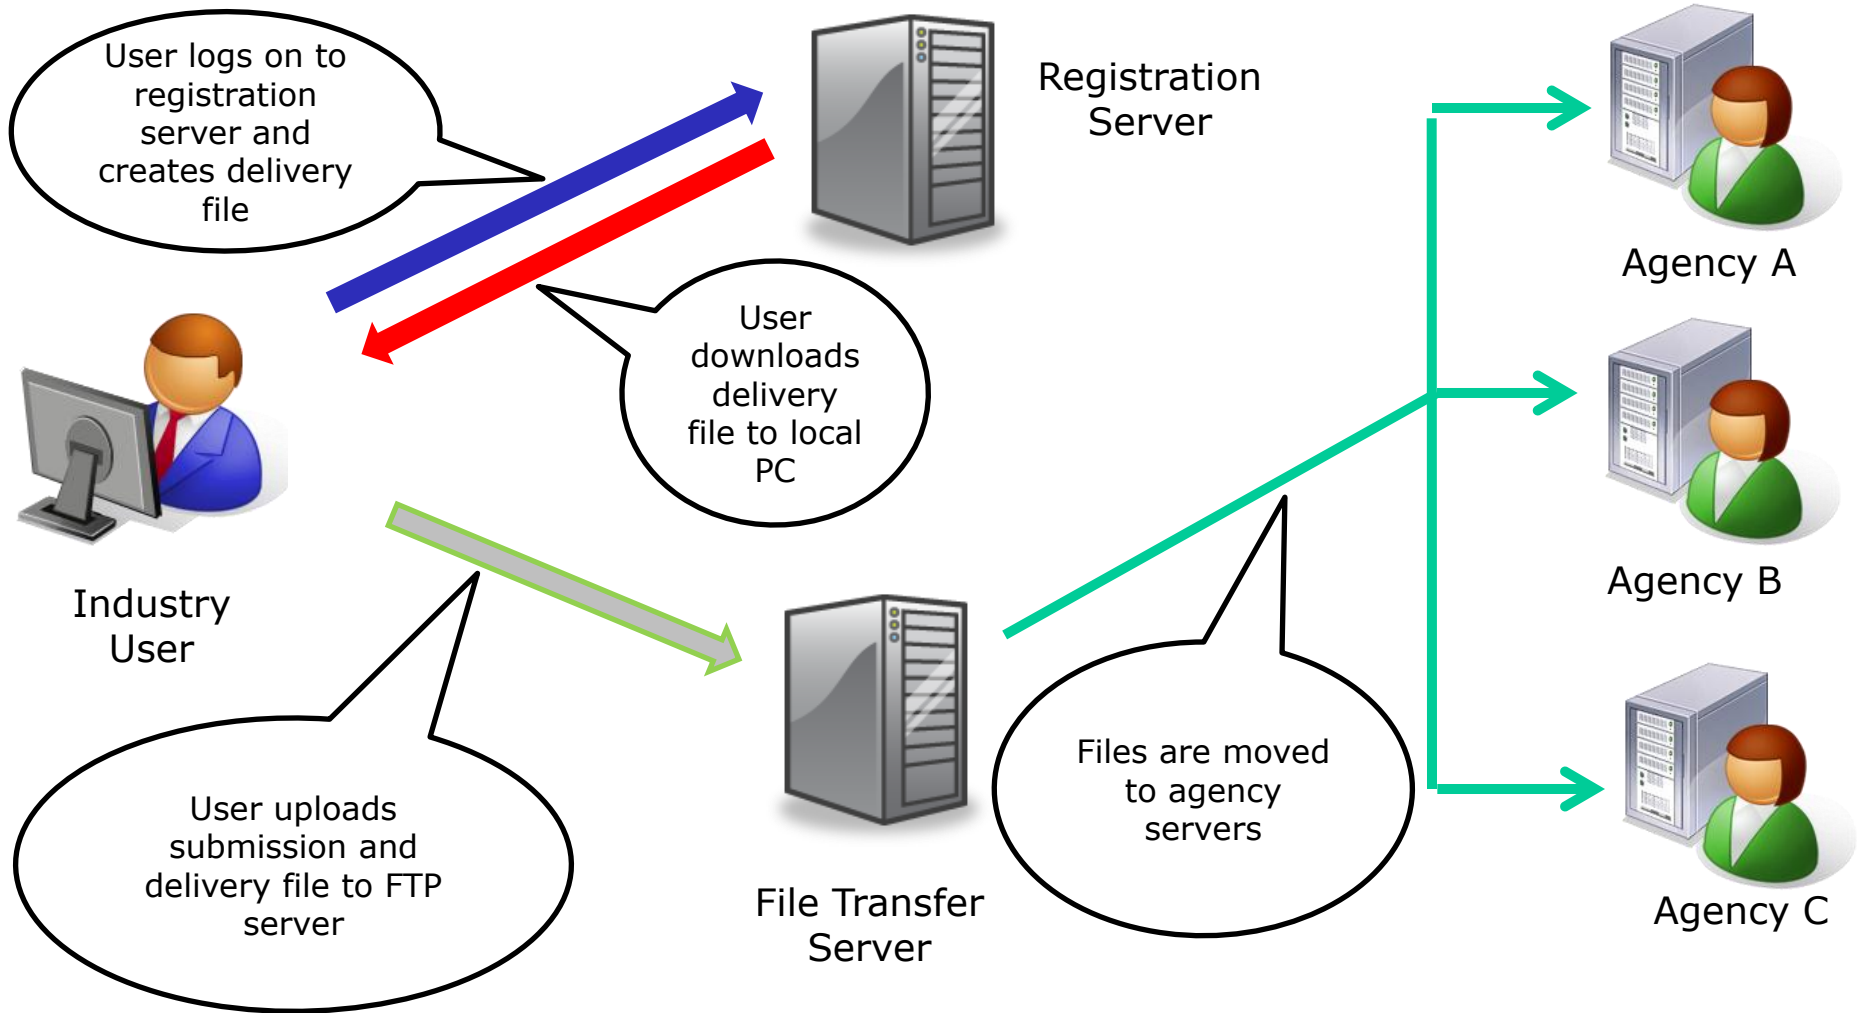 User logs on to
registration
server and
creates delivery
file
Registration
Server
Agency A
User
downloads
delivery
file to local
PC
Industry
User
Agency B
User uploads
submission and
delivery file to FTP
server
File Transfer
Server
Files are moved
to agency
servers
Agency C